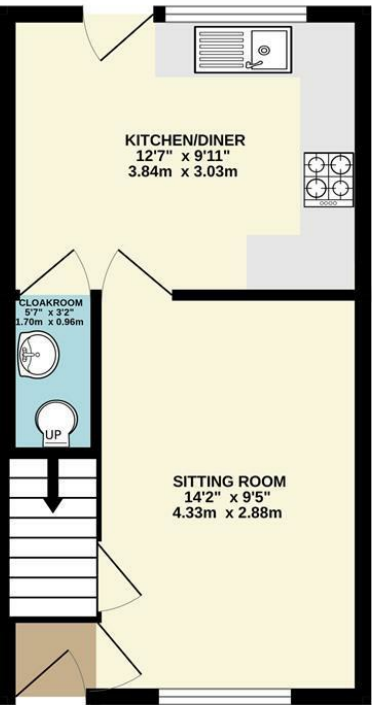 KITCHEN/DINER
12'7" x 9'11"
3.84m x 3.03m
CLOAKROOM
5'7" x 3'2"
1.70m x 0.96m
UP
SITTING ROOM
14'2" x 9'5"
4.33m x 2.88m